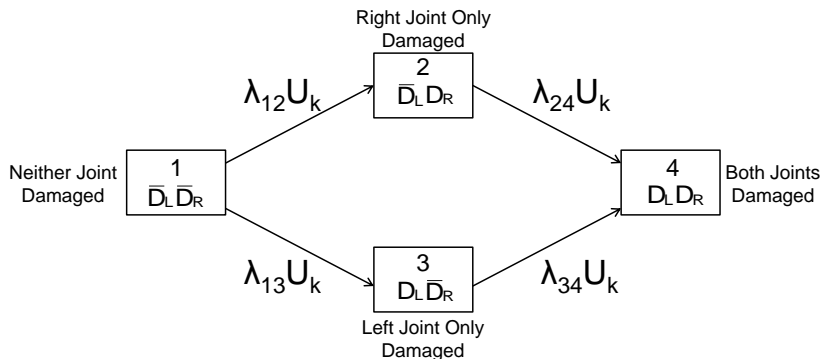 Right Joint Only
Damaged
2
D̅L DR
λ12Uk
λ24Uk
Neither Joint
Damaged
1
D̅L D̅R
4
DL DR
Both Joints
Damaged
λ13Uk
3
DL D̅R
λ34Uk
Left Joint Only
Damaged